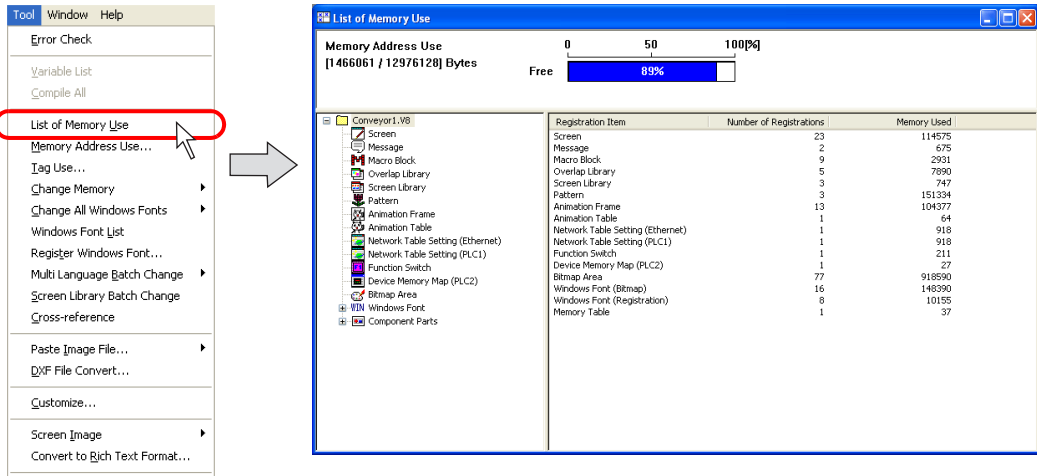 Tool Window Help
Error Check
Variable List
Compile All
List of Memory Use
Memory Address Use...
Tag Use...
Change Memory
Change All Windows Fonts
Windows Font List
Register Windows Font...
Multi Language Batch Change
Screen Library Batch Change
Cross-reference
Paste Image File...
DXF File Convert...
Customize...
Screen Image
Convert to Rich Text Format...
List of Memory Use
Memory Address Use
[1466061 / 12976128] Bytes
0 50 100[%]
Free 89%
Conveyor1.V8
Screen
Message
Macro Block
Overlap Library
Screen Library
Pattern
Animation Frame
Animation Table
Network Table Setting (Ethernet)
Network Table Setting (PLC1)
Function Switch
Device Memory Map (PLC2)
Bitmap Area
WIN Windows Font
Component Parts
Registration Item Number of Registrations Memory Used
Screen 23 114575
Message 2 675
Macro Block 9 2931
Overlap Library 5 7890
Screen Library 3 747
Pattern 3 151334
Animation Frame 13 104377
Animation Table 1 64
Network Table Setting (Ethernet) 1 918
Network Table Setting (PLC1) 1 918
Function Switch 1 211
Device Memory Map (PLC2) 1 27
Bitmap Area 77 918590
Windows Font (Bitmap) 16 148390
Windows Font (Registration) 8 10155
Memory Table 1 37